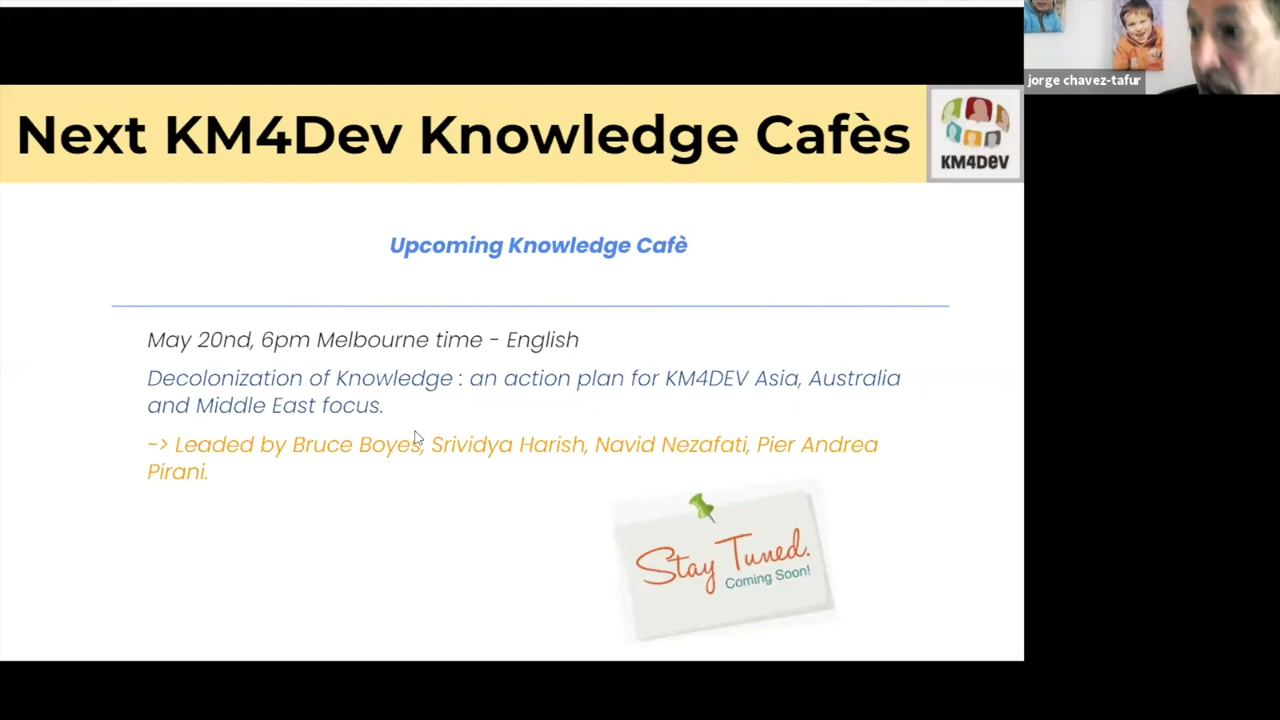 jorge chavez-tafur
Next KM4Dev Knowledge Cafès
KM4DEV
Upcoming Knowledge Cafè
May 20nd, 6pm Melbourne time - English
Decolonization of Knowledge : an action plan for KM4DEV Asia, Australia
and Middle East focus.
-> Leaded by Bruce Boyes, Srividya Harish, Navid Nezafati, Pier Andrea
Pirani.
Stay Tuned.
Coming Soon!